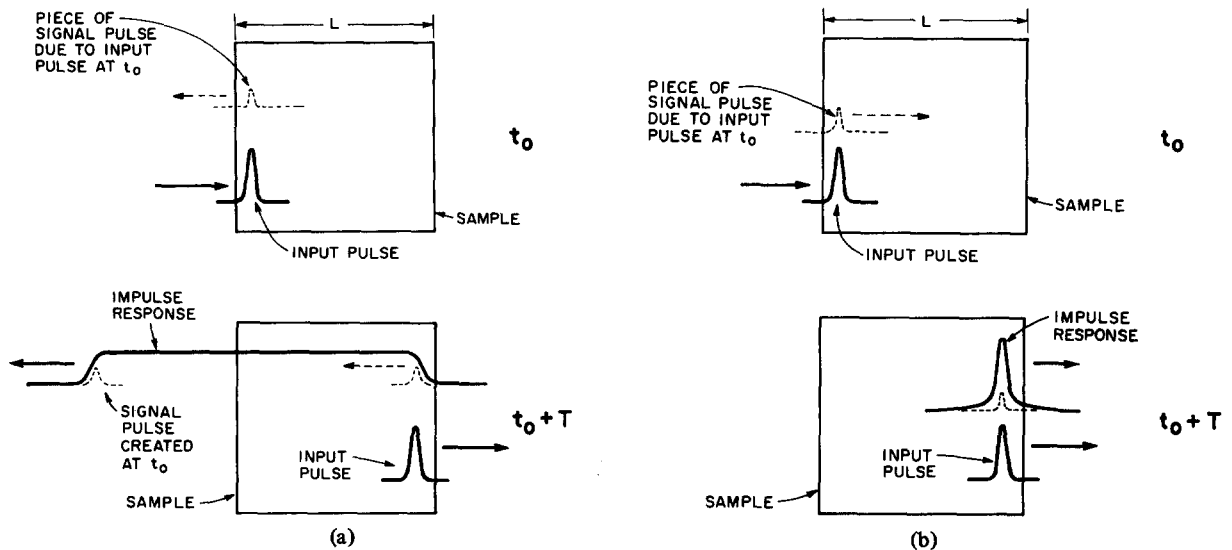 PIECE OF
SIGNAL PULSE
DUE TO INPUT
PULSE AT t₀
L
t₀
SAMPLE
INPUT PULSE
IMPULSE
RESPONSE
SIGNAL
PULSE
CREATED
AT t₀
INPUT
PULSE
SAMPLE
t₀ + T
(a)
L
PIECE OF
SIGNAL PULSE
DUE TO INPUT
PULSE AT t₀
t₀
SAMPLE
INPUT PULSE
IMPULSE
RESPONSE
t₀ + T
INPUT
PULSE
SAMPLE
(b)